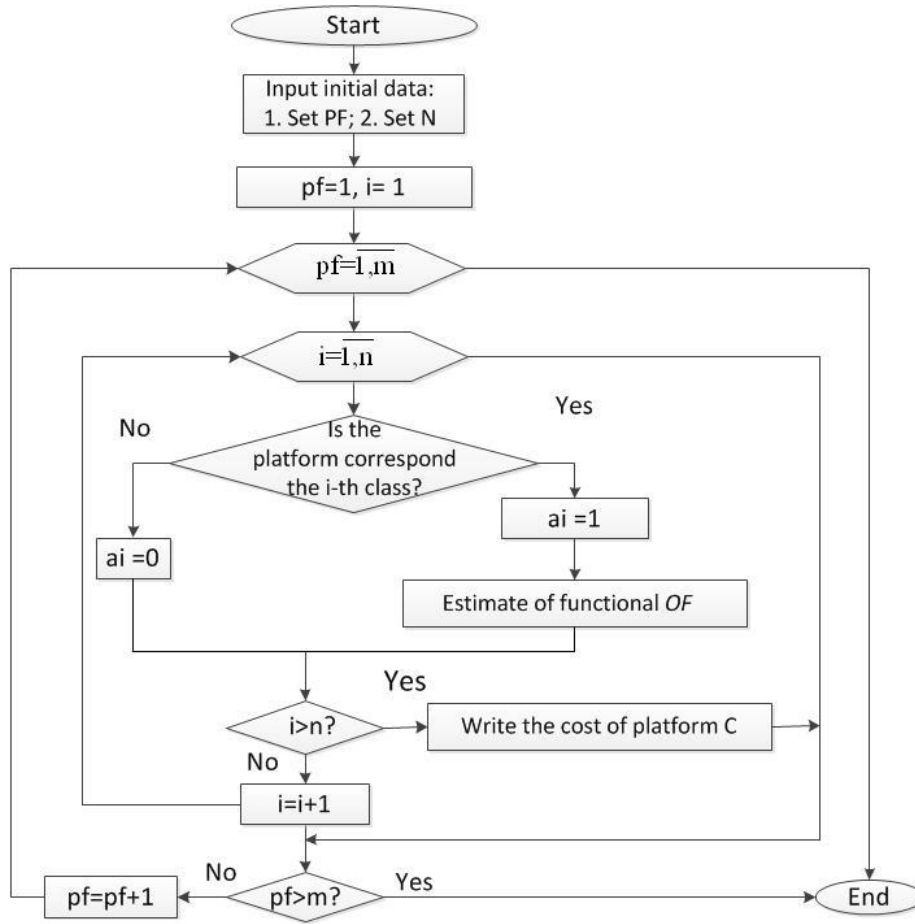 Start
Input initial data:
1. Set PF; 2. Set N
pf=1, i= 1
pf=1,m
i=1,n
No
Yes
Is the
platform correspond
the i-th class?
ai =1
ai =0
Estimate of functional OF
Yes
i>n?
Write the cost of platform C
No
i=i+1
No
pf=pf+1
pf>m?
Yes
End